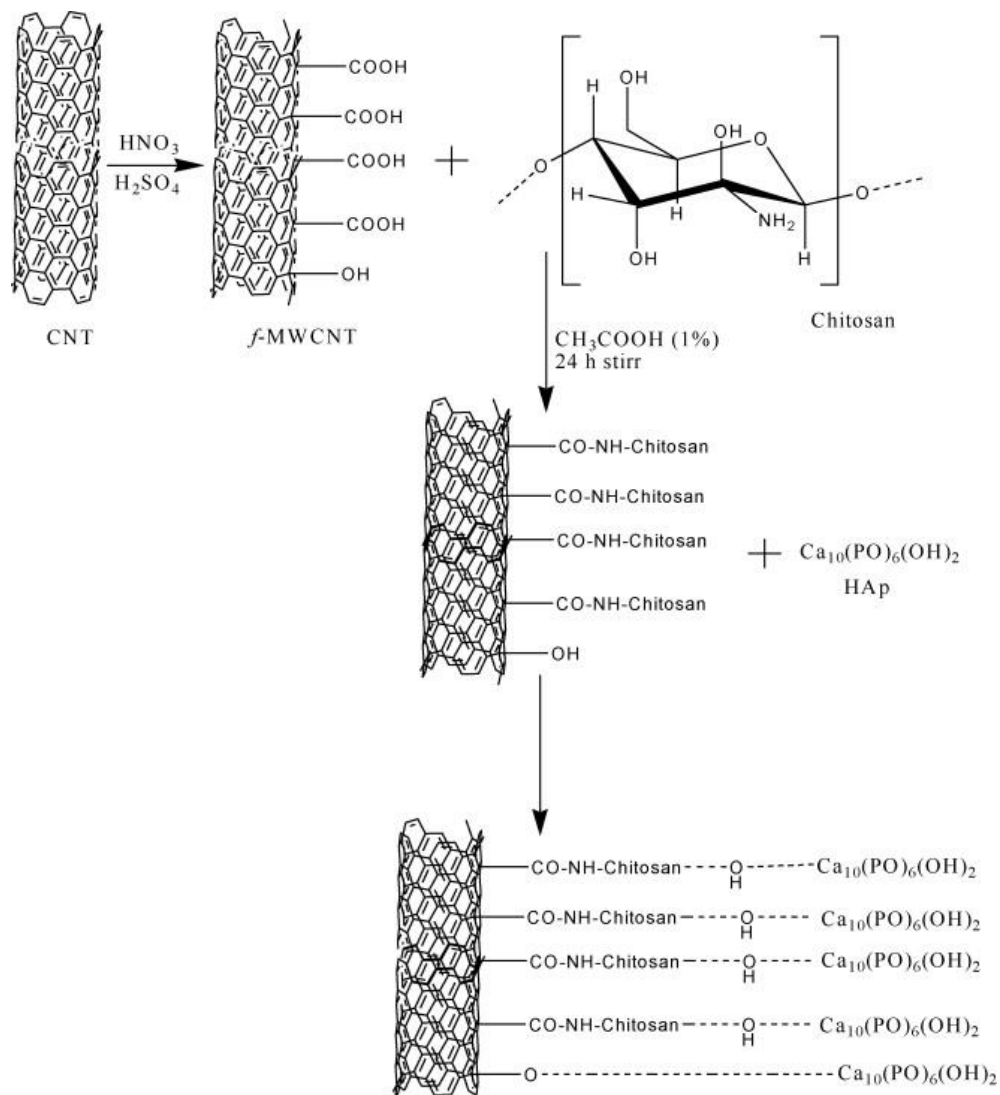 COOH
COOH
HNO₃
H₂SO₄
COOH
COOH
OH
CNT
f-MWCNT
OH
H
OH
O
O
H
H
NH₂
OH
H
O
Chitosan
CH₃COOH (1%)
24 h stirr
CO-NH-Chitosan
CO-NH-Chitosan
CO-NH-Chitosan
Ca₁₀(PO)₆(OH)₂
HAp
CO-NH-Chitosan
OH
CO-NH-Chitosan O H Ca₁₀(PO)₆(OH)₂
CO-NH-Chitosan O H Ca₁₀(PO)₆(OH)₂
CO-NH-Chitosan O H Ca₁₀(PO)₆(OH)₂
CO-NH-Chitosan O H Ca₁₀(PO)₆(OH)₂
O Ca₁₀(PO)₆(OH)₂